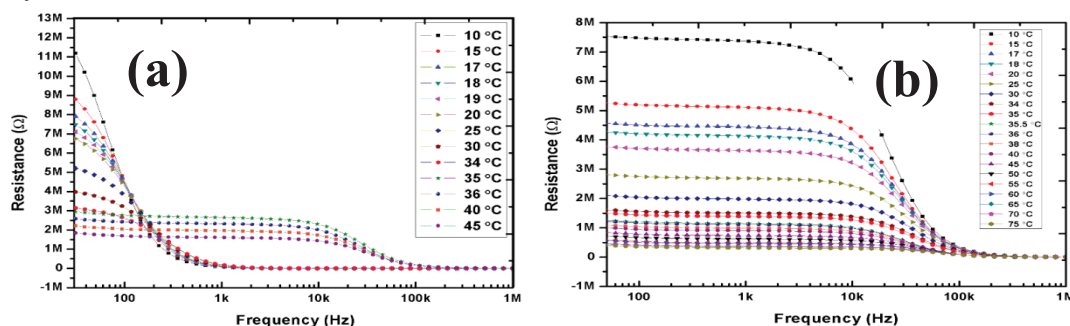 13M
12M
11M
10M
9M
8M
7M
6M
5M
4M
3M
2M
1M
0
-1M
Resistance (Ω)
(a)
10 °C
15 °C
17 °C
18 °C
19 °C
20 °C
25 °C
30 °C
34 °C
35 °C
36 °C
40 °C
45 °C
100 1k 10k 100k 1M
Frequency (Hz)
8M
7M
6M
5M
4M
3M
2M
1M
0
-1M
Resistance (Ω)
(b)
10 °C
15 °C
17 °C
18 °C
20 °C
25 °C
30 °C
34 °C
35 °C
35.5 °C
36 °C
38 °C
40 °C
45 °C
50 °C
55 °C
60 °C
65 °C
70 °C
75 °C
100 1k 10k 100k 1M
Frequency (Hz)